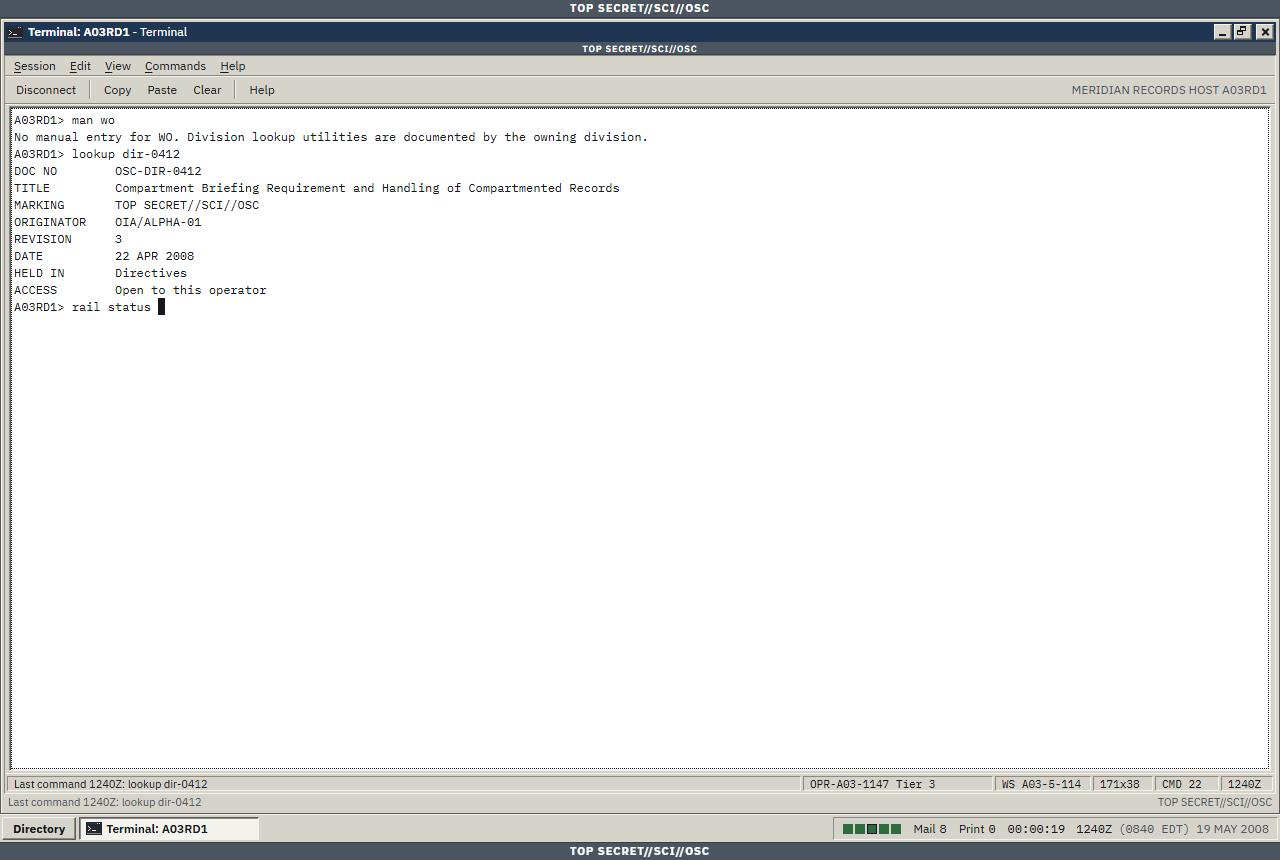 TOP SECRET//SCI//OSC
Terminal: A03RD1 - Terminal
TOP SECRET//SCI//OSC
Session Edit View Commands Help
Disconnect Copy Paste Clear Help MERIDIAN RECORDS HOST A03RD1
A03RD1> man wo
No manual entry for WO. Division lookup utilities are documented by the owning division.
A03RD1> lookup dir-0412
DOC NO OSC-DIR-0412
TITLE Compartment Briefing Requirement and Handling of Compartmented Records
MARKING TOP SECRET//SCI//OSC
ORIGINATOR OIA/ALPHA-01
REVISION 3
DATE 22 APR 2008
HELD IN Directives
ACCESS Open to this operator
A03RD1> rail status
Last command 1240Z: lookup dir-0412 OPR-A03-1147 Tier 3 WS A03-5-114 171x38 CMD 22 1240Z
Last command 1240Z: lookup dir-0412 TOP SECRET//SCI//OSC
Directory Terminal: A03RD1 Mail 8 Print 0 00:00:19 1240Z (0840 EDT) 19 MAY 2008
TOP SECRET//SCI//OSC